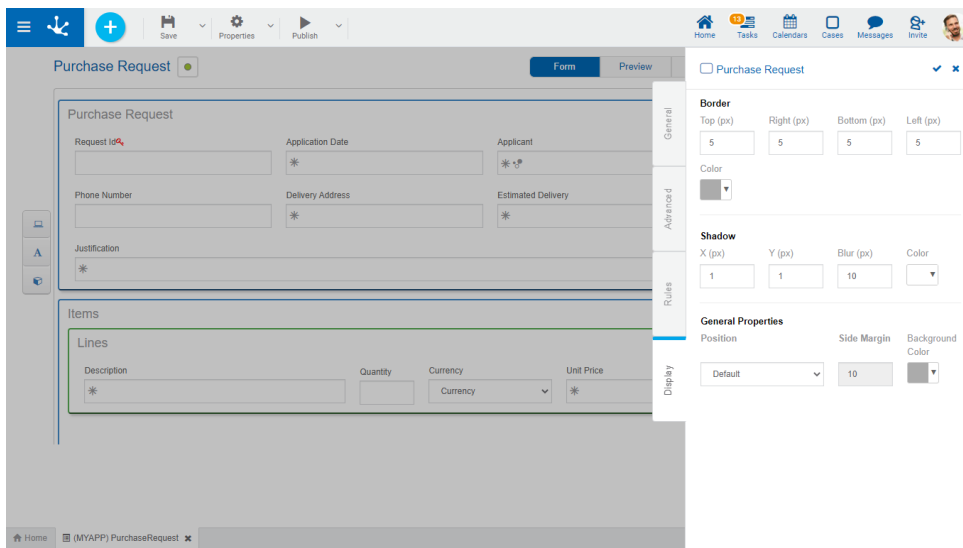 Save
Properties
Publish
Home
13
Tasks
Calendars
Cases
Messages
Invite
Purchase Request
Form
Preview
Purchase Request
Request Id
Application Date
Applicant
Phone Number
Delivery Address
Estimated Delivery
Justification
Items
Lines
Description
Quantity
Currency
Unit Price
Currency
A
General
Advanced
Rules
Display
Purchase Request
Border
Top (px)
Right (px)
Bottom (px)
Left (px)
5
5
5
5
Color
Shadow
X (px)
Y (px)
Blur (px)
Color
1
1
10
General Properties
Position
Side Margin
Background
Color
Default
10
Home
(MYAPP) PurchaseRequest